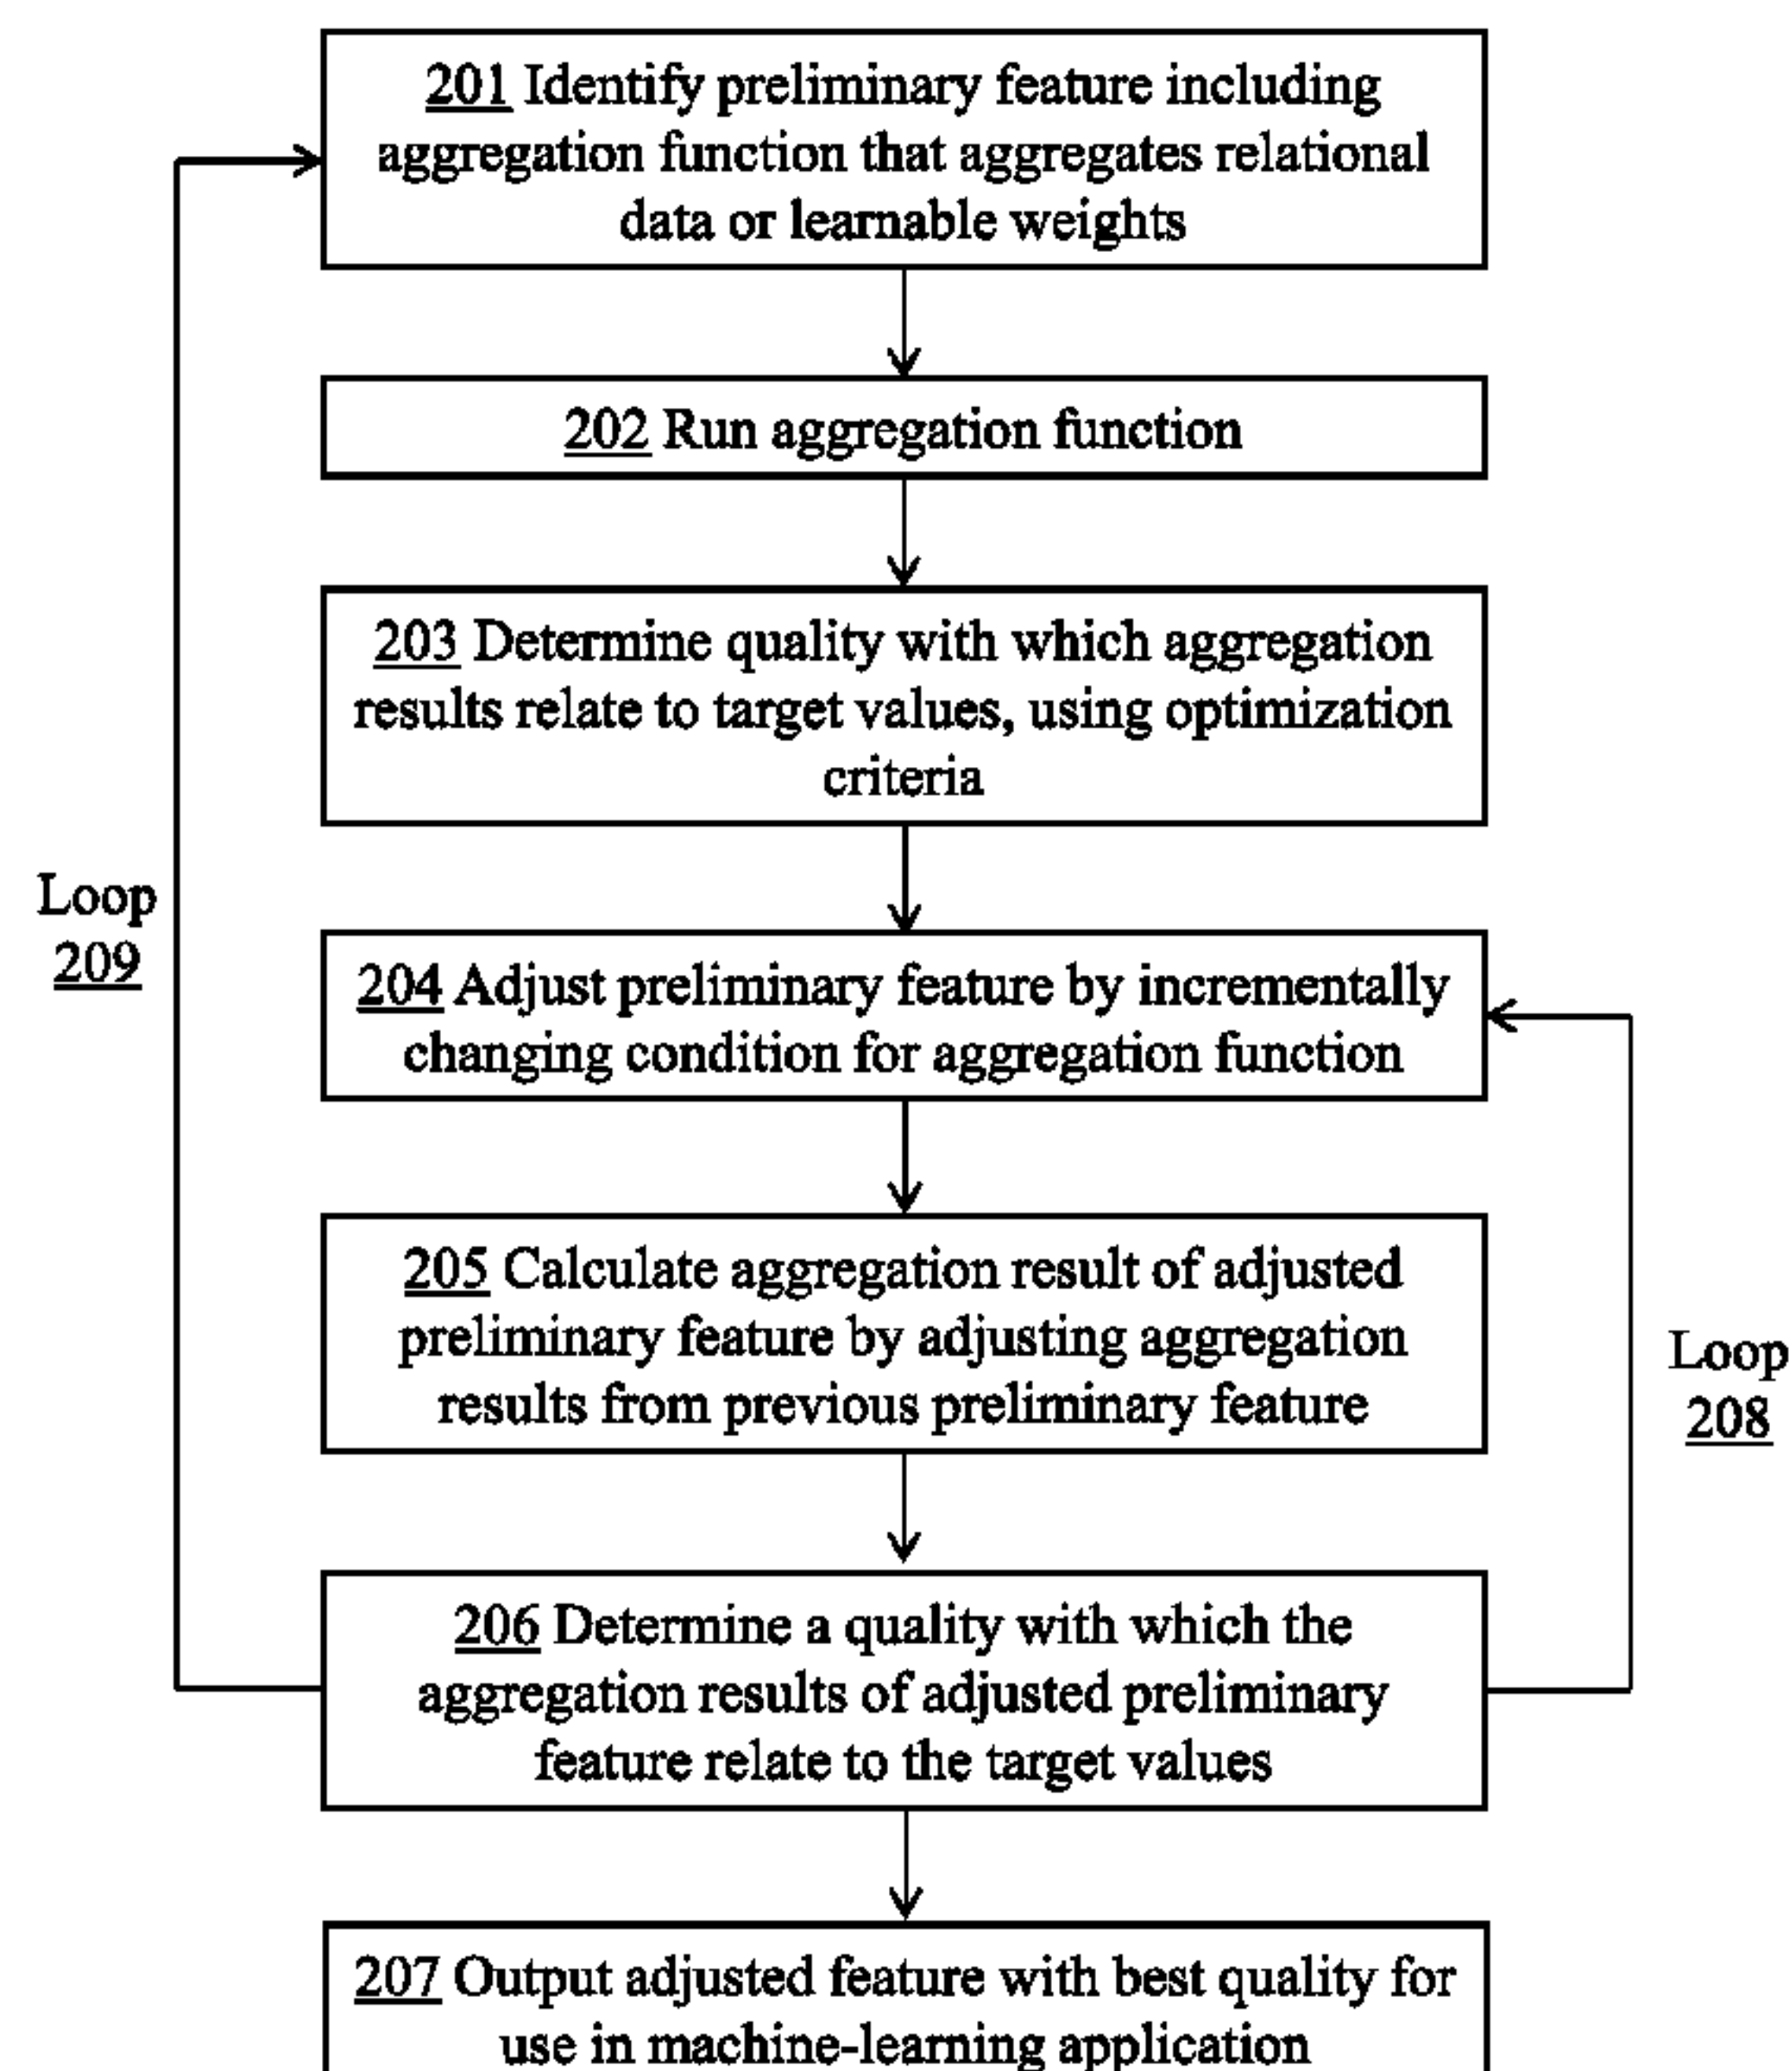 201 Identify preliminary feature including
aggregation function that aggregates relational
data or learnable weights
202 Run aggregation function
203 Determine quality with which aggregation
results relate to target values, using optimization
criteria
Loop
209
204 Adjust preliminary feature by incrementally
changing condition for aggregation function
205 Calculate aggregation result of adjusted
preliminary feature by adjusting aggregation
results from previous preliminary feature
Loop
208
206 Determine a quality with which the
aggregation results of adjusted preliminary
feature relate to the target values
207 Output adjusted feature with best quality for
use in machine-learning application